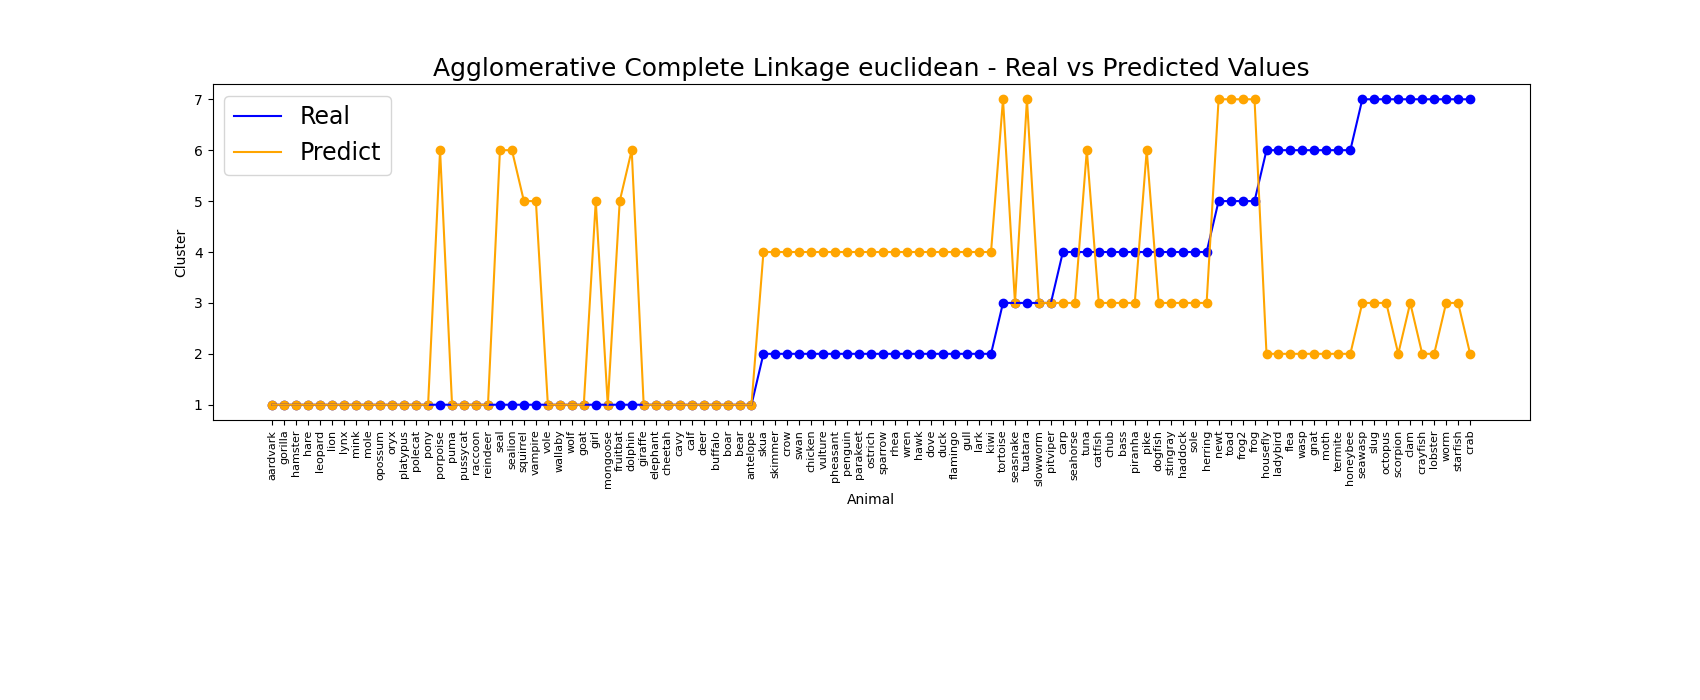 Agglomerative Complete Linkage euclidean - Real vs Predicted Values
Real
Predict
7
6
5
4
3
2
1
Cluster
aardvark
gorilla
hamster
hare
leopard
lion
lynx
mink
mole
opossum
oryx
platypus
polecat
pony
porpoise
puma
pussycat
raccoon
reindeer
seal
sealion
squirrel
vampire
vole
wallaby
wolf
goat
girl
mongoose
fruitbat
dolphin
giraffe
elephant
cheetah
cavy
calf
deer
buffalo
boar
bear
antelope
skua
skimmer
crow
swan
chicken
vulture
pheasant
penguin
parakeet
ostrich
sparrow
rhea
wren
hawk
dove
duck
flamingo
gull
lark
kiwi
tortoise
seasnake
tuatara
slowworm
pitviper
carp
seahorse
tuna
catfish
chub
bass
piranha
pike
dogfish
stingray
haddock
sole
herring
newt
toad
frog2
frog
housefly
ladybird
flea
wasp
gnat
moth
termite
honeybee
seawasp
slug
octopus
scorpion
clam
crayfish
lobster
worm
starfish
crab
Animal